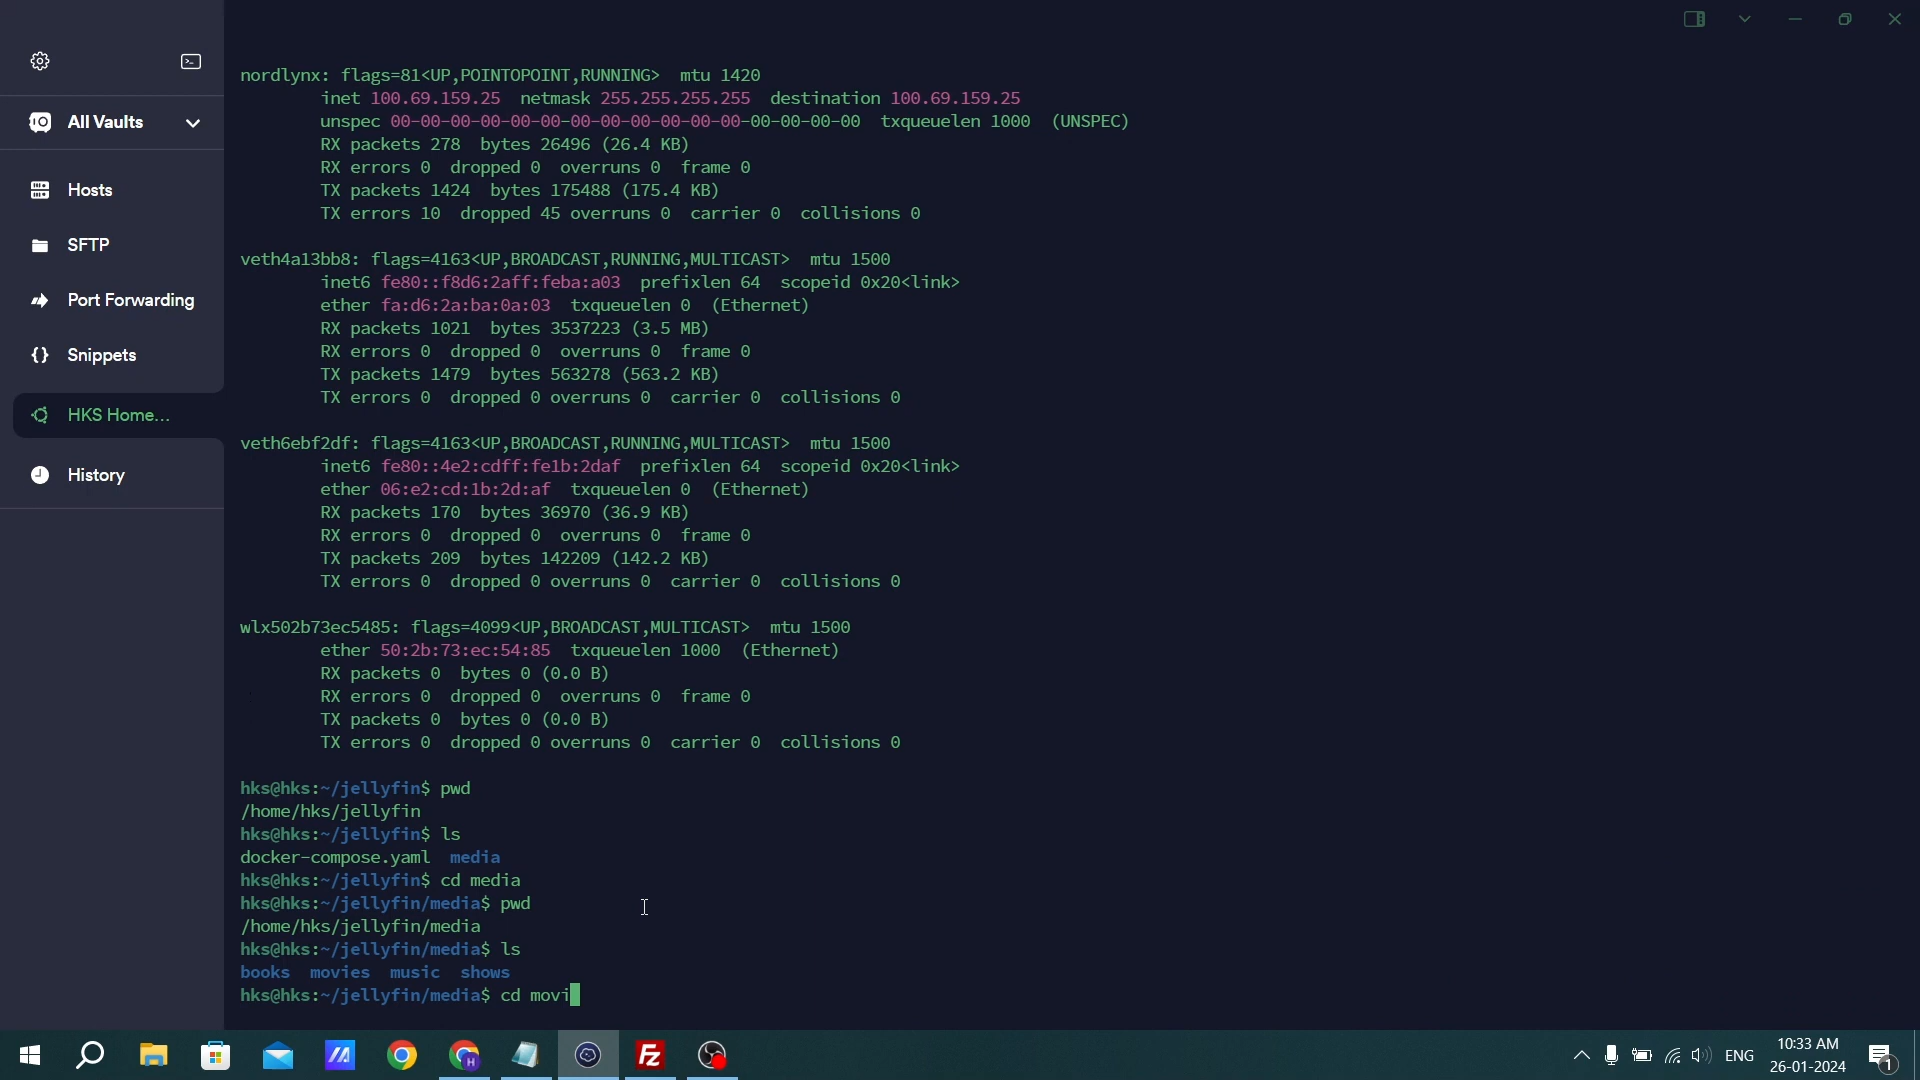 All Vaults
Hosts
SFTP
Port Forwarding
Snippets
HKS Home...
History
nordlynx: flags=81<UP,POINTOPOINT,RUNNING>  mtu 1420
inet 100.69.159.25  netmask 255.255.255.255  destination 100.69.159.25
unspec 00-00-00-00-00-00-00-00-00-00-00-00-00-00-00-00  txqueuelen 1000  (UNSPEC)
RX packets 278  bytes 26496 (26.4 KB)
RX errors 0  dropped 0  overruns 0  frame 0
TX packets 1424  bytes 175488 (175.4 KB)
TX errors 10  dropped 45 overruns 0  carrier 0  collisions 0
veth4a13bb8: flags=4163<UP,BROADCAST,RUNNING,MULTICAST>  mtu 1500
inet6 fe80::f8d6:2aff:feba:a03  prefixlen 64  scopeid 0x20<link>
ether fa:d6:2a:ba:0a:03  txqueuelen 0  (Ethernet)
RX packets 1021  bytes 3537223 (3.5 MB)
RX errors 0  dropped 0  overruns 0  frame 0
TX packets 1479  bytes 563278 (563.2 KB)
TX errors 0  dropped 0 overruns 0  carrier 0  collisions 0
veth6ebf2df: flags=4163<UP,BROADCAST,RUNNING,MULTICAST>  mtu 1500
inet6 fe80::4e2:cdff:fe1b:2daf  prefixlen 64  scopeid 0x20<link>
ether 06:e2:cd:1b:2d:af  txqueuelen 0  (Ethernet)
RX packets 170  bytes 36970 (36.9 KB)
RX errors 0  dropped 0  overruns 0  frame 0
TX packets 209  bytes 142209 (142.2 KB)
TX errors 0  dropped 0 overruns 0  carrier 0  collisions 0
wlx502b73ec5485: flags=4099<UP,BROADCAST,MULTICAST>  mtu 1500
ether 50:2b:73:ec:54:85  txqueuelen 1000  (Ethernet)
RX packets 0  bytes 0 (0.0 B)
RX errors 0  dropped 0  overruns 0  frame 0
TX packets 0  bytes 0 (0.0 B)
TX errors 0  dropped 0 overruns 0  carrier 0  collisions 0
hks@hks:~/jellyfin$ pwd
/home/hks/jellyfin
hks@hks:~/jellyfin$ ls
docker-compose.yaml  media
hks@hks:~/jellyfin$ cd media
hks@hks:~/jellyfin/media$ pwd
/home/hks/jellyfin/media
hks@hks:~/jellyfin/media$ ls
books  movies  music  shows
hks@hks:~/jellyfin/media$ cd movi
ENG
10:33 AM
26-01-2024
1